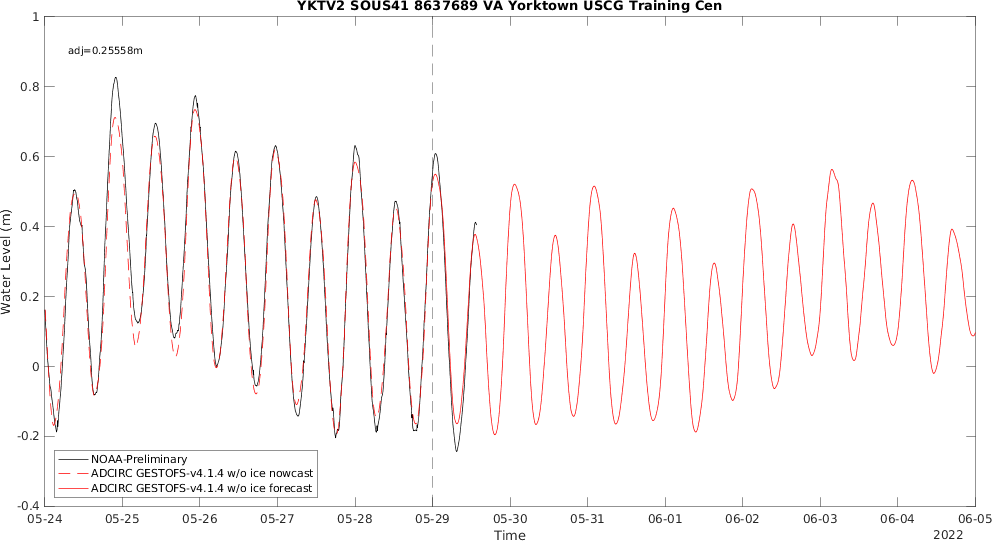 YKTV2 SOUS41 8637689 VA Yorktown USCG Training Cen
adj=0.25558m
1
0.8
0.6
0.4
0.2
0
-0.2
-0.4
Water Level (m)
NOAA-Preliminary
ADCIRC GESTOFS-v4.1.4 w/o ice nowcast
ADCIRC GESTOFS-v4.1.4 w/o ice forecast
05-24 05-25 05-26 05-27 05-28 05-29 05-30 05-31 06-01 06-02 06-03 06-04 06-05
Time
2022